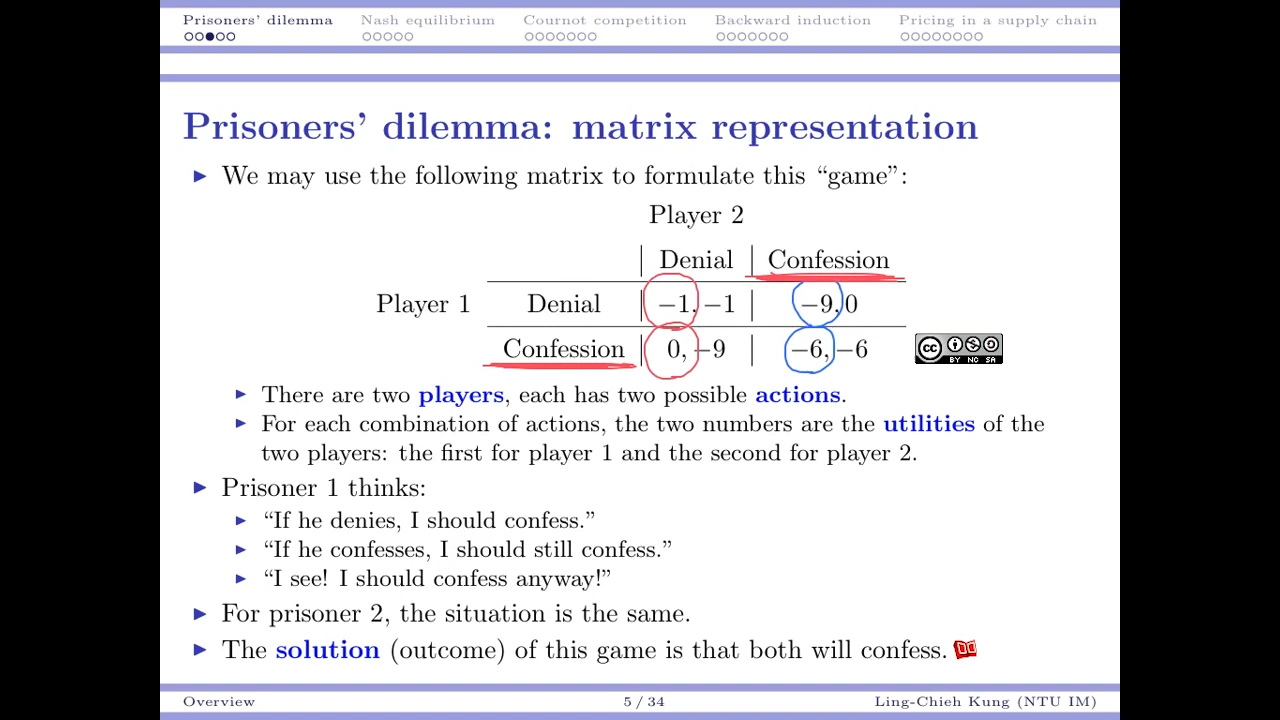 Prisoners' dilemma Nash equilibrium Cournot competition Backward induction Pricing in a supply chain
Prisoners' dilemma: matrix representation
We may use the following matrix to formulate this “game”:
Player 2
Denial Confession
Player 1 Denial −1, −1 −9, 0
Confession 0, −9 −6, −6
cc BY NC SA
There are two players, each has two possible actions.
For each combination of actions, the two numbers are the utilities of the
two players: the first for player 1 and the second for player 2.
Prisoner 1 thinks:
“If he denies, I should confess.”
“If he confesses, I should still confess.”
“I see! I should confess anyway!”
For prisoner 2, the situation is the same.
The solution (outcome) of this game is that both will confess.
Overview 5 / 34 Ling-Chieh Kung (NTU IM)